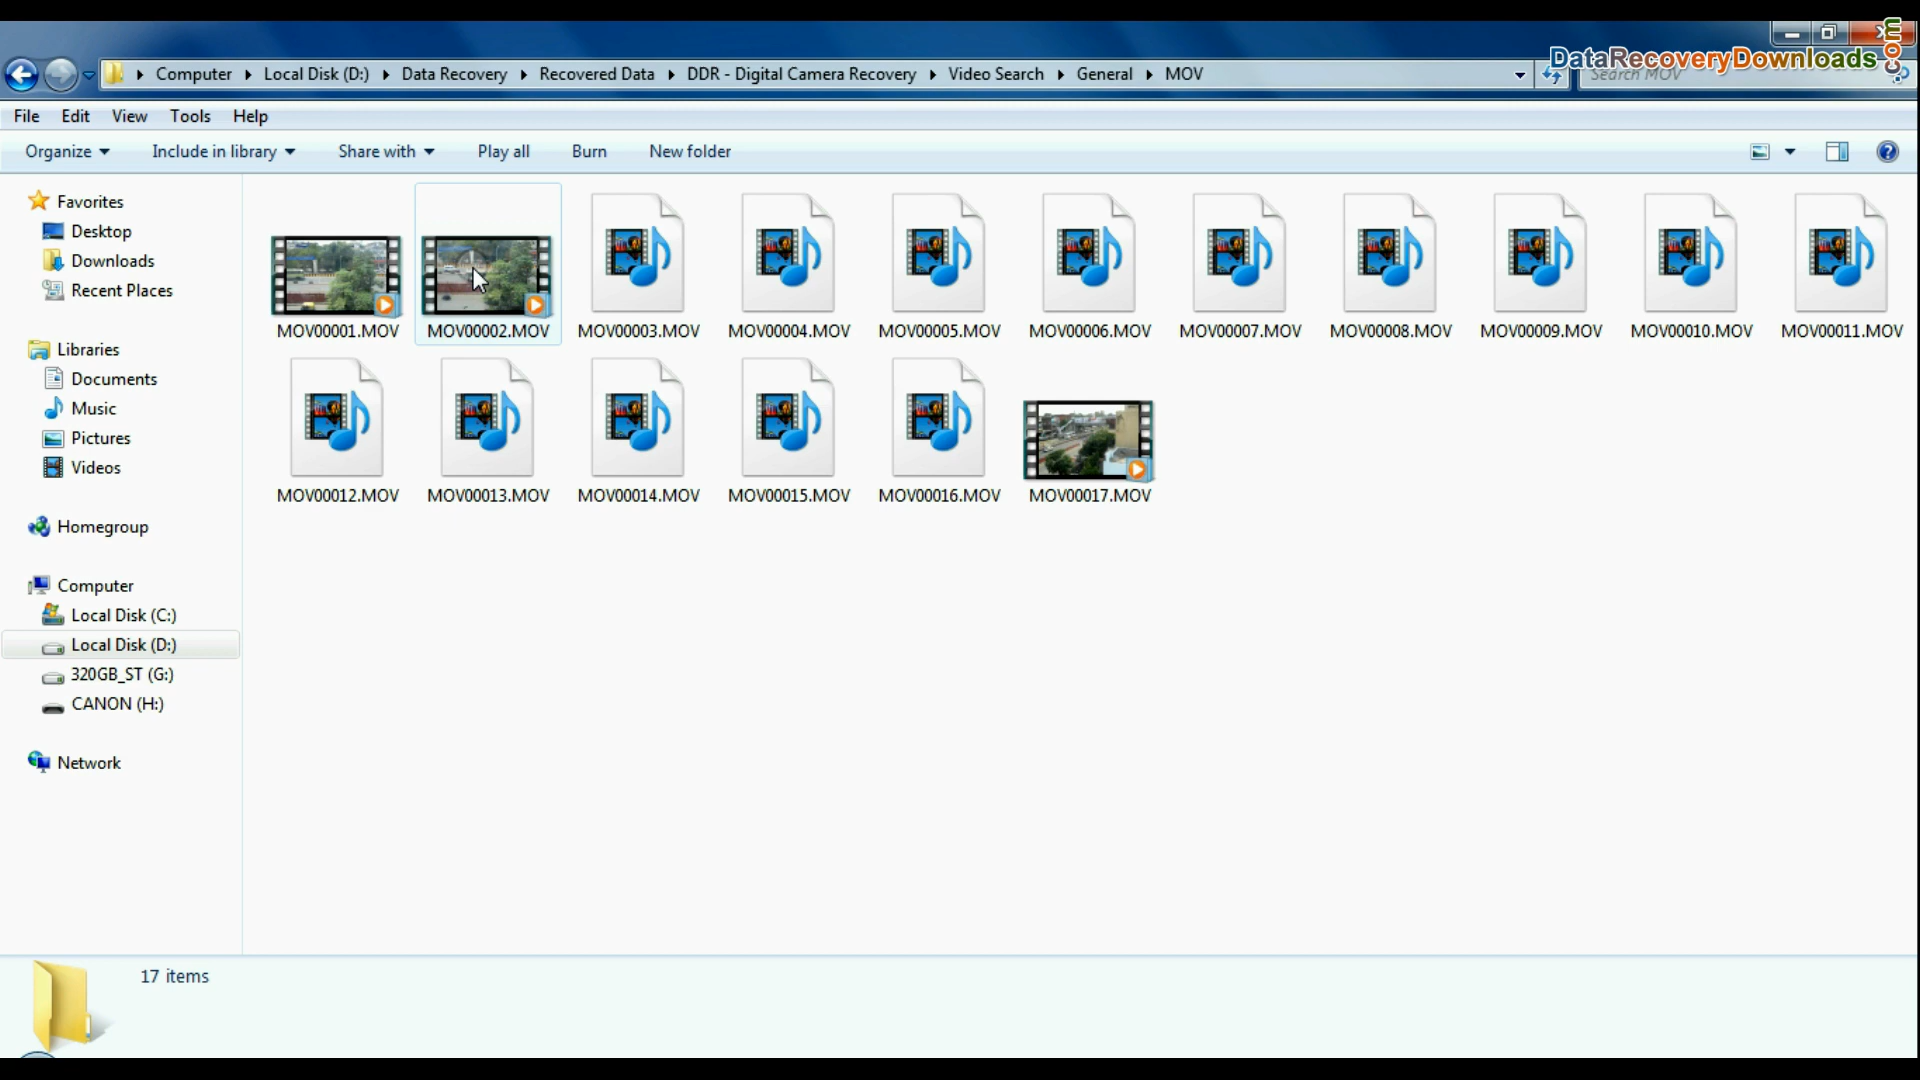 DataRecoveryDownloads.com
Computer Local Disk (D:) Data Recovery Recovered Data DDR - Digital Camera Recovery Video Search General MOV Search MOV
File Edit View Tools Help
Organize Include in library Share with Play all Burn New folder
Favorites
Desktop
Downloads
Recent Places
Libraries
Documents
Music
Pictures
Videos
Homegroup
Computer
Local Disk (C:)
Local Disk (D:)
320GB_ST (G:)
CANON (H:)
Network
MOV00001.MOV MOV00002.MOV MOV00003.MOV MOV00004.MOV MOV00005.MOV MOV00006.MOV MOV00007.MOV MOV00008.MOV MOV00009.MOV MOV00010.MOV MOV00011.MOV
MOV00012.MOV MOV00013.MOV MOV00014.MOV MOV00015.MOV MOV00016.MOV MOV00017.MOV
17 items